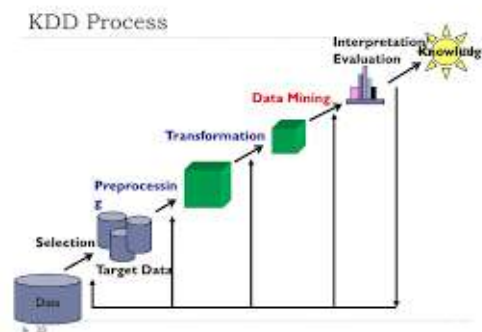 KDD Process
Interpretation
Evaluation
Knowledg
Data Mining
Transformation
Preprocessin
g
Selection
Target Data
Data